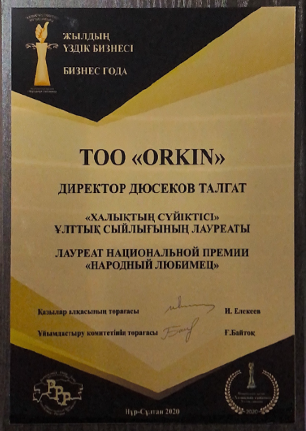 ЖЫЛДЫҢ
ҮЗДІК БИЗНЕСІ
БИЗНЕС ГОДА
ТОО «ORKIN»
ДИРЕКТОР ДЮСЕКОВ ТАЛГАТ
«ХАЛЫҚТЫҢ СҮЙІКТІСІ»
ҰЛТТЫҚ СЫЙЛЫҒЫНЫҢ ЛАУРЕАТЫ
ЛАУРЕАТ НАЦИОНАЛЬНОЙ ПРЕМИИ
«НАРОДНЫЙ ЛЮБИМЕЦ»
Қазылар алқасының төрағасы И. Елекеев
Ұйымдастыру комитетінің төрағасы Ғ.Байтоқ
Нұр-Сұлтан 2020
2020